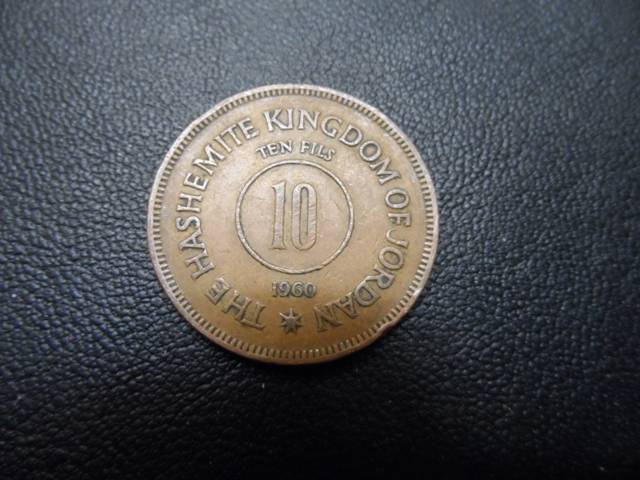 THE HASHEMITE KINGDOM OF JORDAN
TEN FILS
10
1960